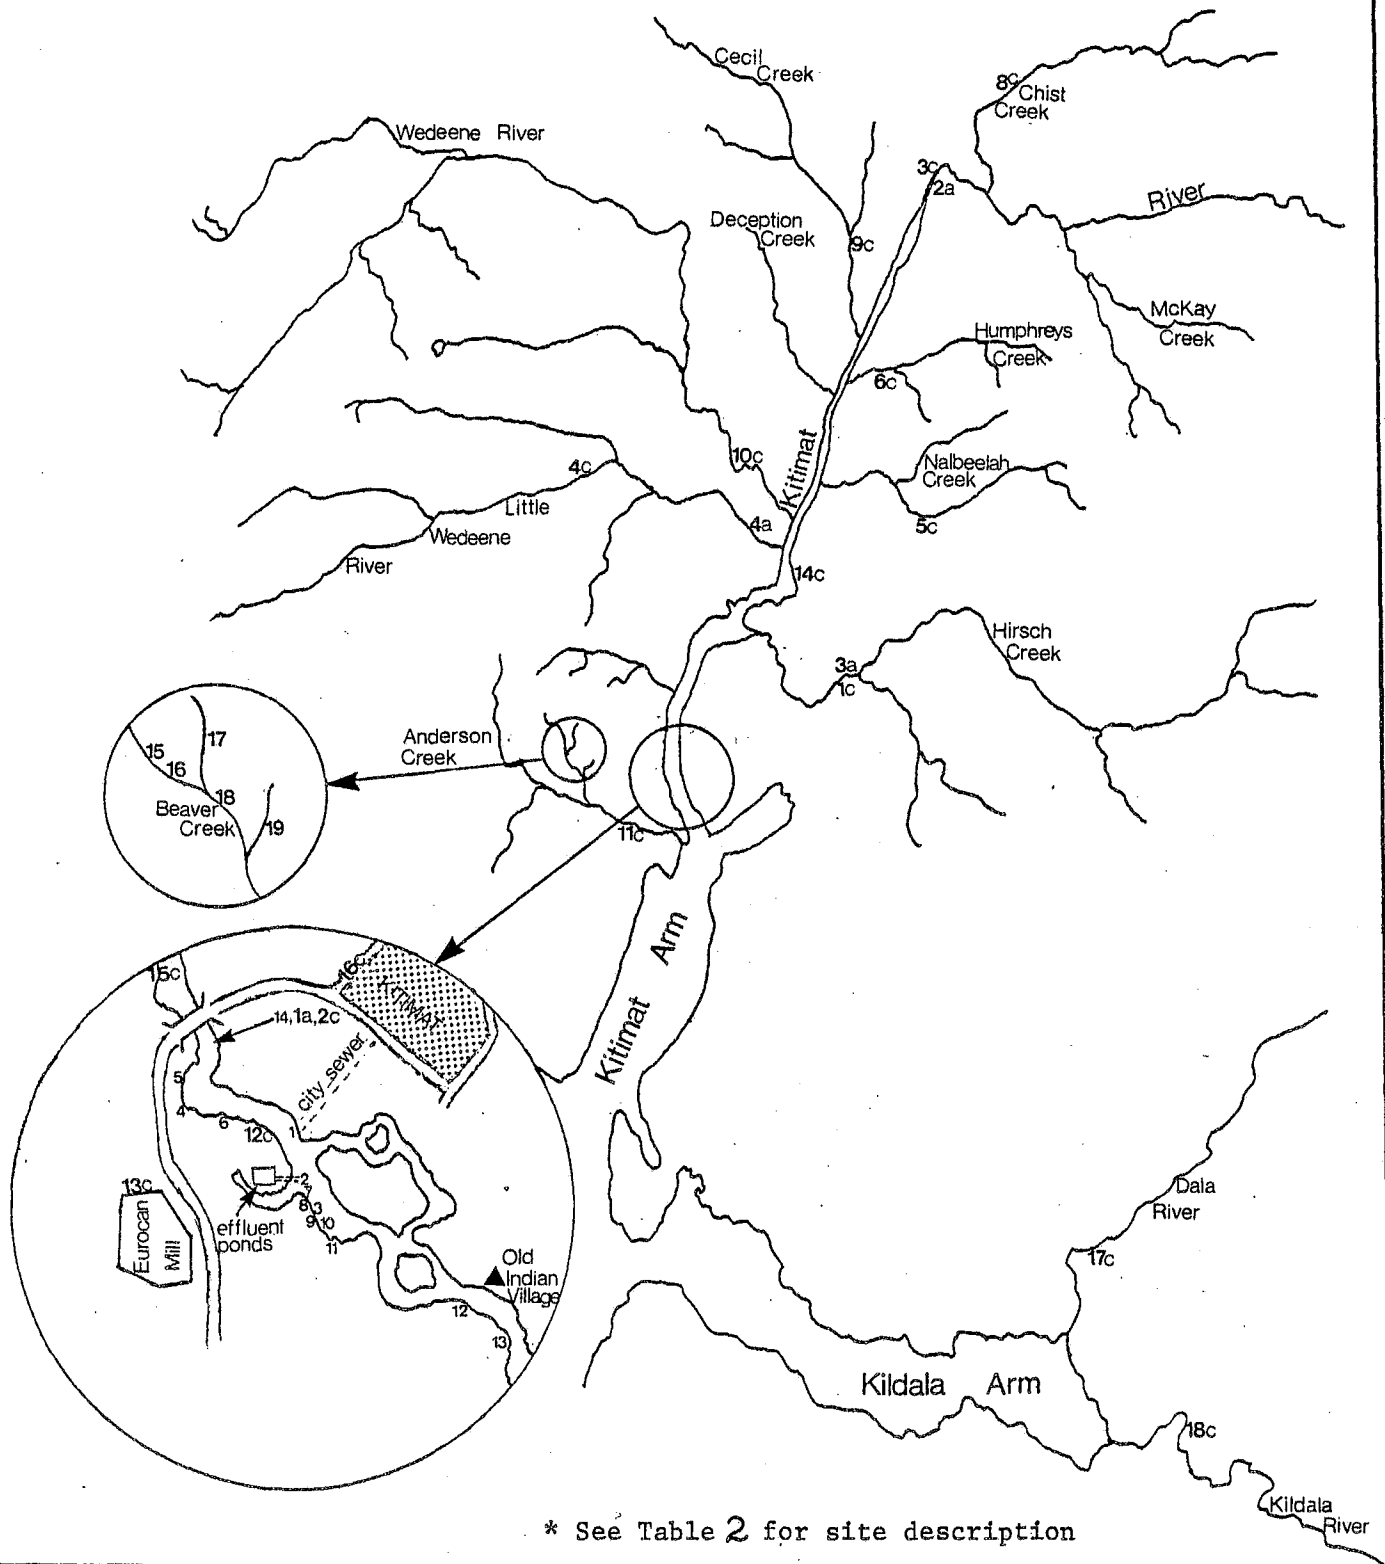 Cecil
Creek
8c
Chist
Creek
Wedeene River
3c
2a
River
Deception
Creek
9c
McKay
Creek
Humphreys
Creek
6c
Kitimat
10c
4c
Nalbeelah
Creek
Little
4a
5c
Wedeene
River
14c
Hirsch
Creek
3a
1c
Anderson
Creek
11c
15
17
16
18
Beaver
Creek
19
Kitimat Arm
15c
16c
KITIMAT
14,1a,2c
city sewer
5
4
6
12c
1
2
7
8
3
9
10
11
13c
Eurocan
Mill
effluent
ponds
Old
Indian
Village
12
13
Dala
River
17c
Kildala Arm
18c
Kildala
River
* See Table 2 for site description